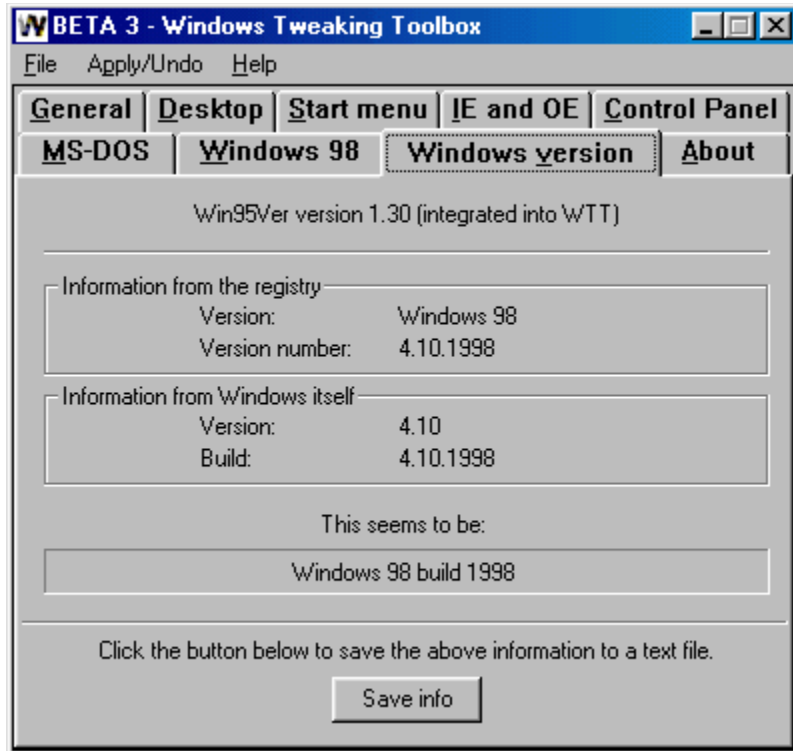 BETA 3 - Windows Tweaking Toolbox
File Apply/Undo Help
General Desktop Start menu IE and OE Control Panel
MS-DOS Windows 98 Windows version About
Win95Ver version 1.30 (integrated into WTT)
Information from the registry
Version: Windows 98
Version number: 4.10.1998
Information from Windows itself
Version: 4.10
Build: 4.10.1998
This seems to be:
Windows 98 build 1998
Click the button below to save the above information to a text file.
Save info